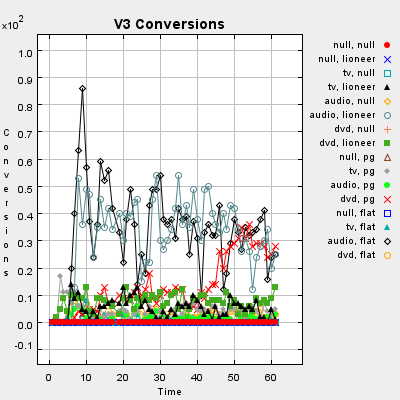 V3 Conversions
x10²
1.0
0.9
0.8
0.7
0.6
0.5
0.4
0.3
0.2
0.1
0.0
-0.1
Conversions
0
10
20
30
40
50
60
Time
null, null
null, lioneer
tv, null
tv, lioneer
audio, null
audio, lioneer
dvd, null
dvd, lioneer
null, pg
tv, pg
audio, pg
dvd, pg
null, flat
tv, flat
audio, flat
dvd, flat